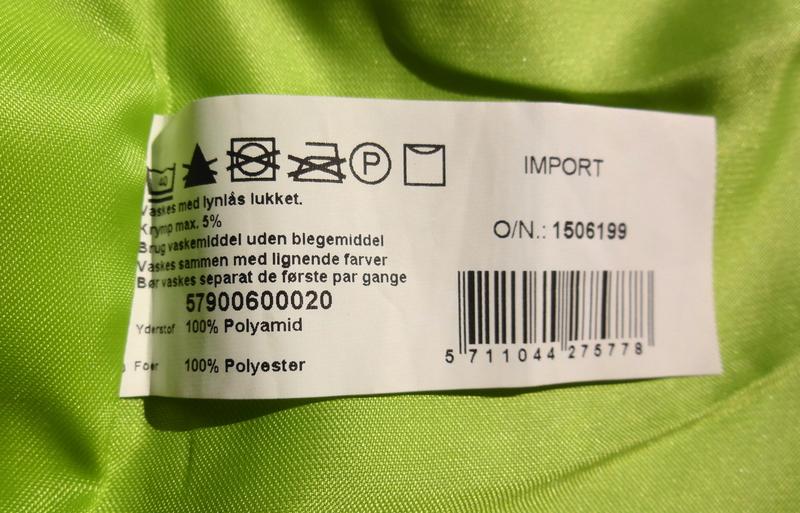 40
P
Vaskes med lynlås lukket.
Krymp max. 5%
Brug vaskemiddel uden blegemiddel
Vaskes sammen med lignende farver
Bør vaskes separat de første par gange
57900600020
Yderstof 100% Polyamid
Foer 100% Polyester
IMPORT
O/N.: 1506199
5 711044 275778